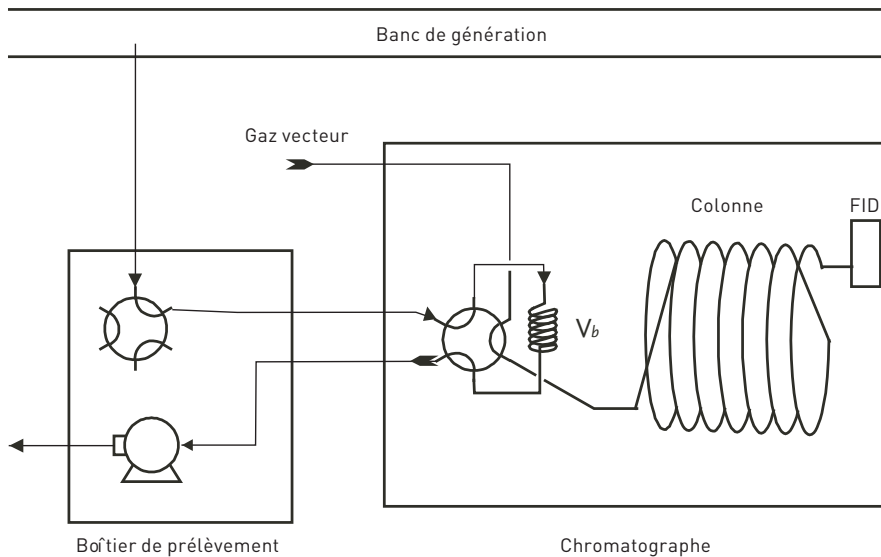 Banc de génération
Gaz vecteur
Colonne
FID
Vb
Boîtier de prélèvement
Chromatographe